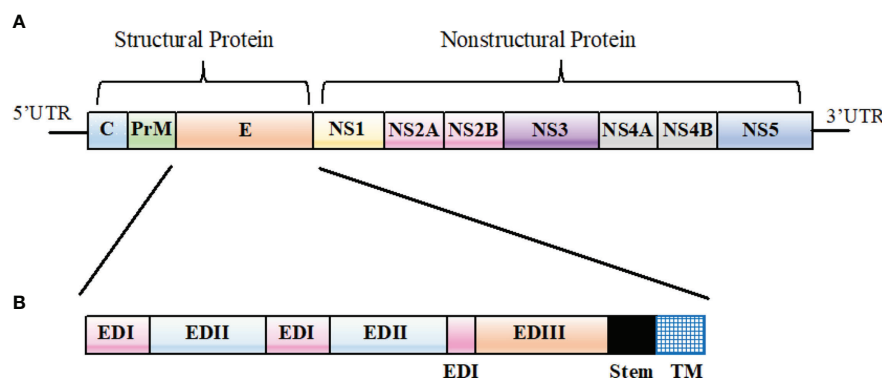 A
Structural Protein Nonstructural Protein
5'UTR C PrM E NS1 NS2A NS2B NS3 NS4A NS4B NS5 3'UTR
B
EDI EDII EDI EDII EDIII
EDI Stem TM